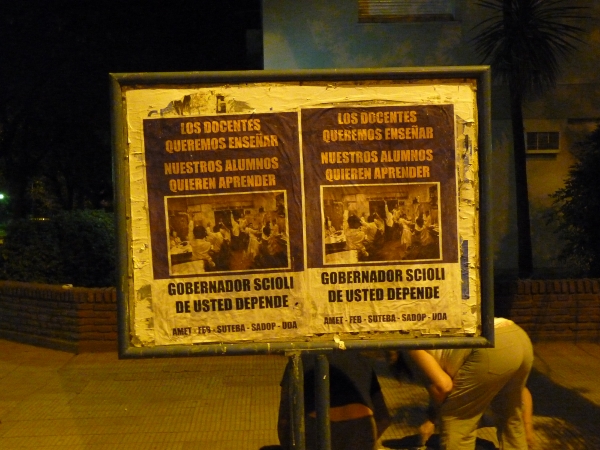 LOS DOCENTES
QUEREMOS ENSEÑAR
NUESTROS ALUMNOS
QUIEREN APRENDER
GOBERNADOR SCIOLI
DE USTED DEPENDE
AMET - FEB - SUTEBA - SADOP - UDA
LOS DOCENTES
QUEREMOS ENSEÑAR
NUESTROS ALUMNOS
QUIEREN APRENDER
GOBERNADOR SCIOLI
DE USTED DEPENDE
AMET - FEB - SUTEBA - SADOP - UDA